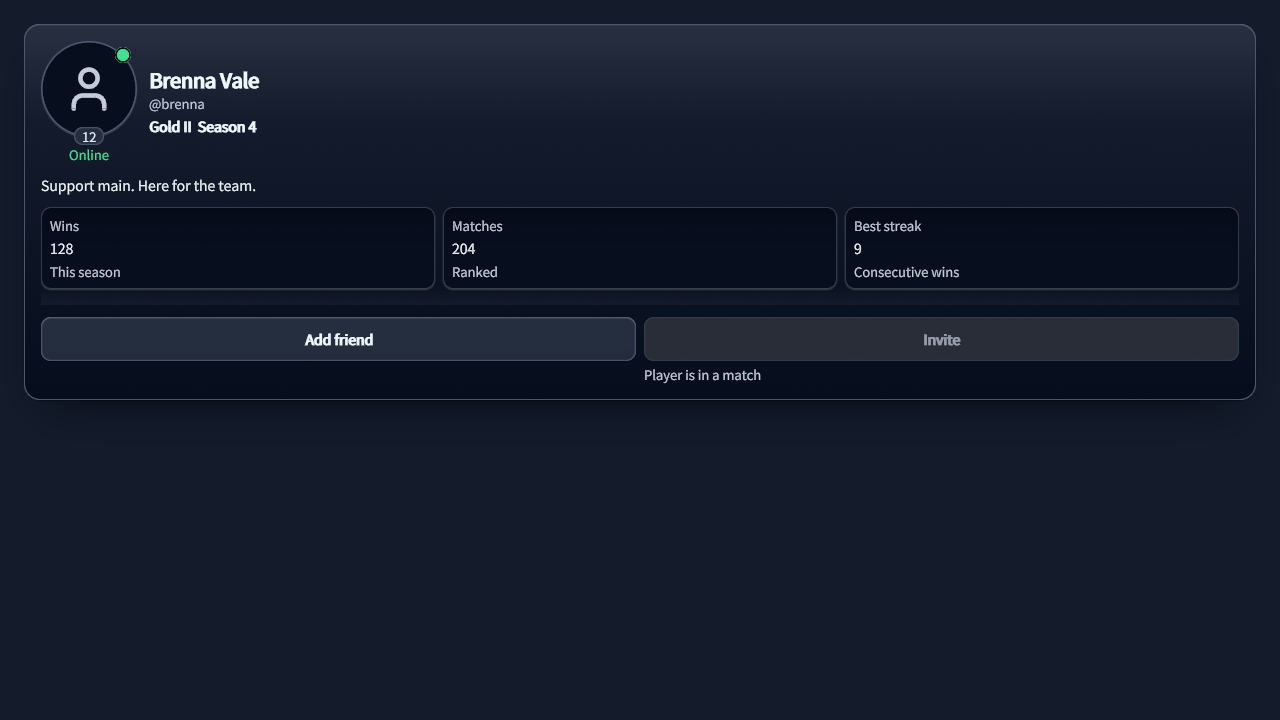 Brenna Vale
@brenna
Gold II Season 4
12
Online
Support main. Here for the team.
Wins
128
This season
Matches
204
Ranked
Best streak
9
Consecutive wins
Add friend
Invite
Player is in a match